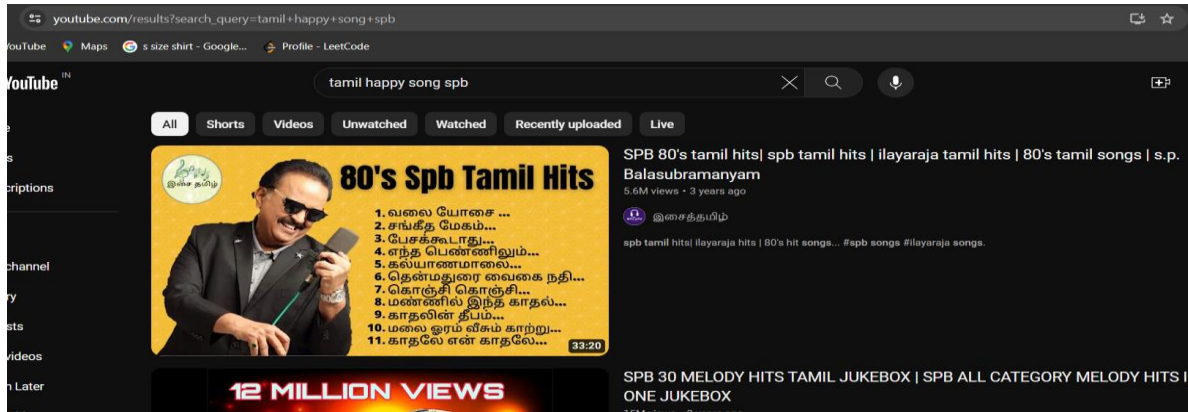 youtube.com/results?search_query=tamil+happy+song+spb
YouTube Maps s size shirt - Google... Profile - LeetCode
YouTube IN
tamil happy song spb
All Shorts Videos Unwatched Watched Recently uploaded Live
இசை தமிழ்
80's Spb Tamil Hits
1. வலை யோசை ...
2. சங்கீத மேகம்...
3. பேசக்கூடாது...
4. எந்த பெண்ணிலும்...
5. கல்யாணமாலை...
6. தென்மதுரை வைகை நதி...
7. கொஞ்சி கொஞ்சி...
8. மண்ணில் இந்த காதல்...
9. காதலின் தீபம்...
10. மலை ஓரம் வீசும் காற்று...
11. காதலே என் காதலே...
33:20
SPB 80's tamil hits| spb tamil hits | ilayaraja tamil hits | 80's tamil songs | s.p.
Balasubramanyam
5.6M views • 3 years ago
இசைத்தமிழ்
spb tamil hits| ilayaraja hits | 80's hit songs... #spb songs #ilayaraja songs.
criptions
channel
ry
sts
videos
n Later
12 MILLION VIEWS
SPB 30 MELODY HITS TAMIL JUKEBOX | SPB ALL CATEGORY MELODY HITS I
ONE JUKEBOX